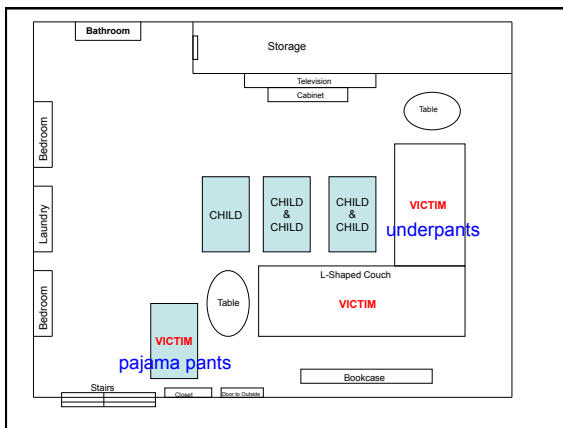 Bathroom
Storage
Television
Cabinet
Table
Bedroom
Laundry
Bedroom
CHILD
CHILD
&
CHILD
CHILD
&
CHILD
VICTIM
underpants
L-Shaped Couch
VICTIM
Table
VICTIM
pajama pants
Bookcase
Stairs
Closet
Door to Outside